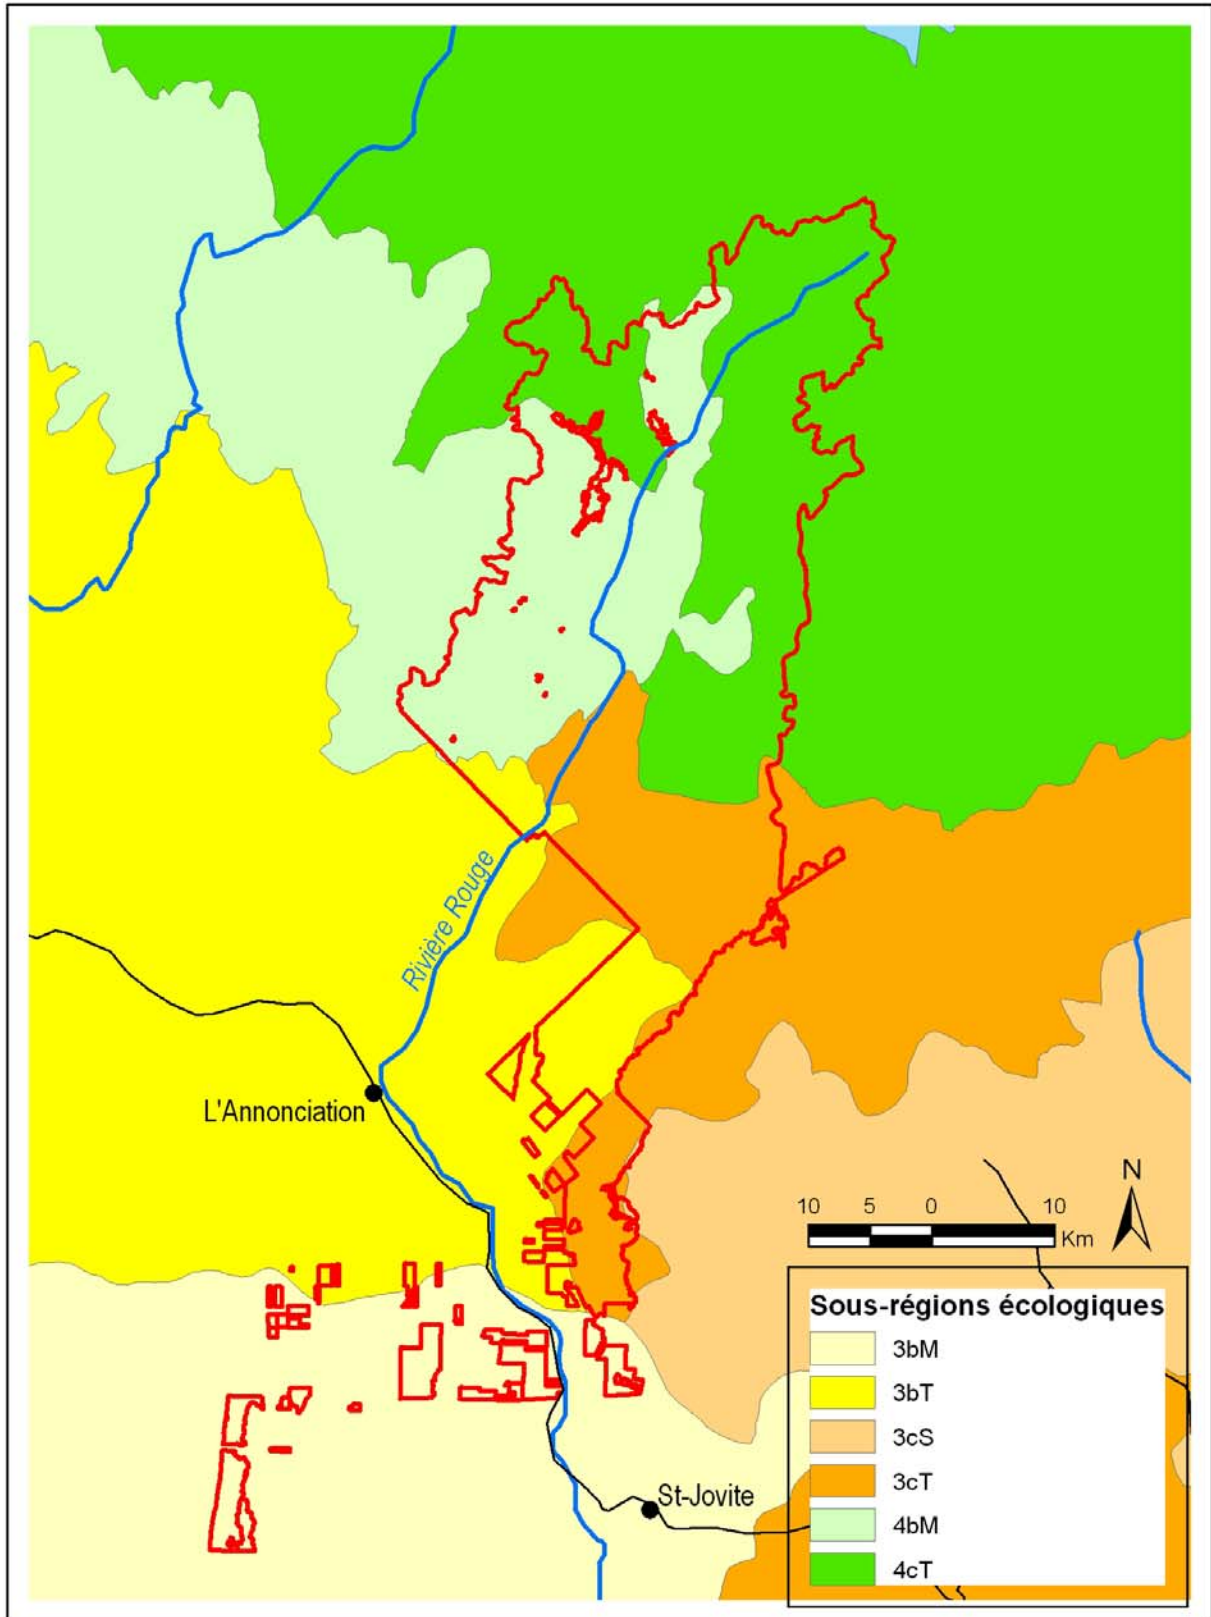 Rivière Rouge
L'Annonciation
N
10 5 0 10
Km
Sous-régions écologiques
3bM
3bT
3cS
3cT
St-Jovite
4bM
4cT